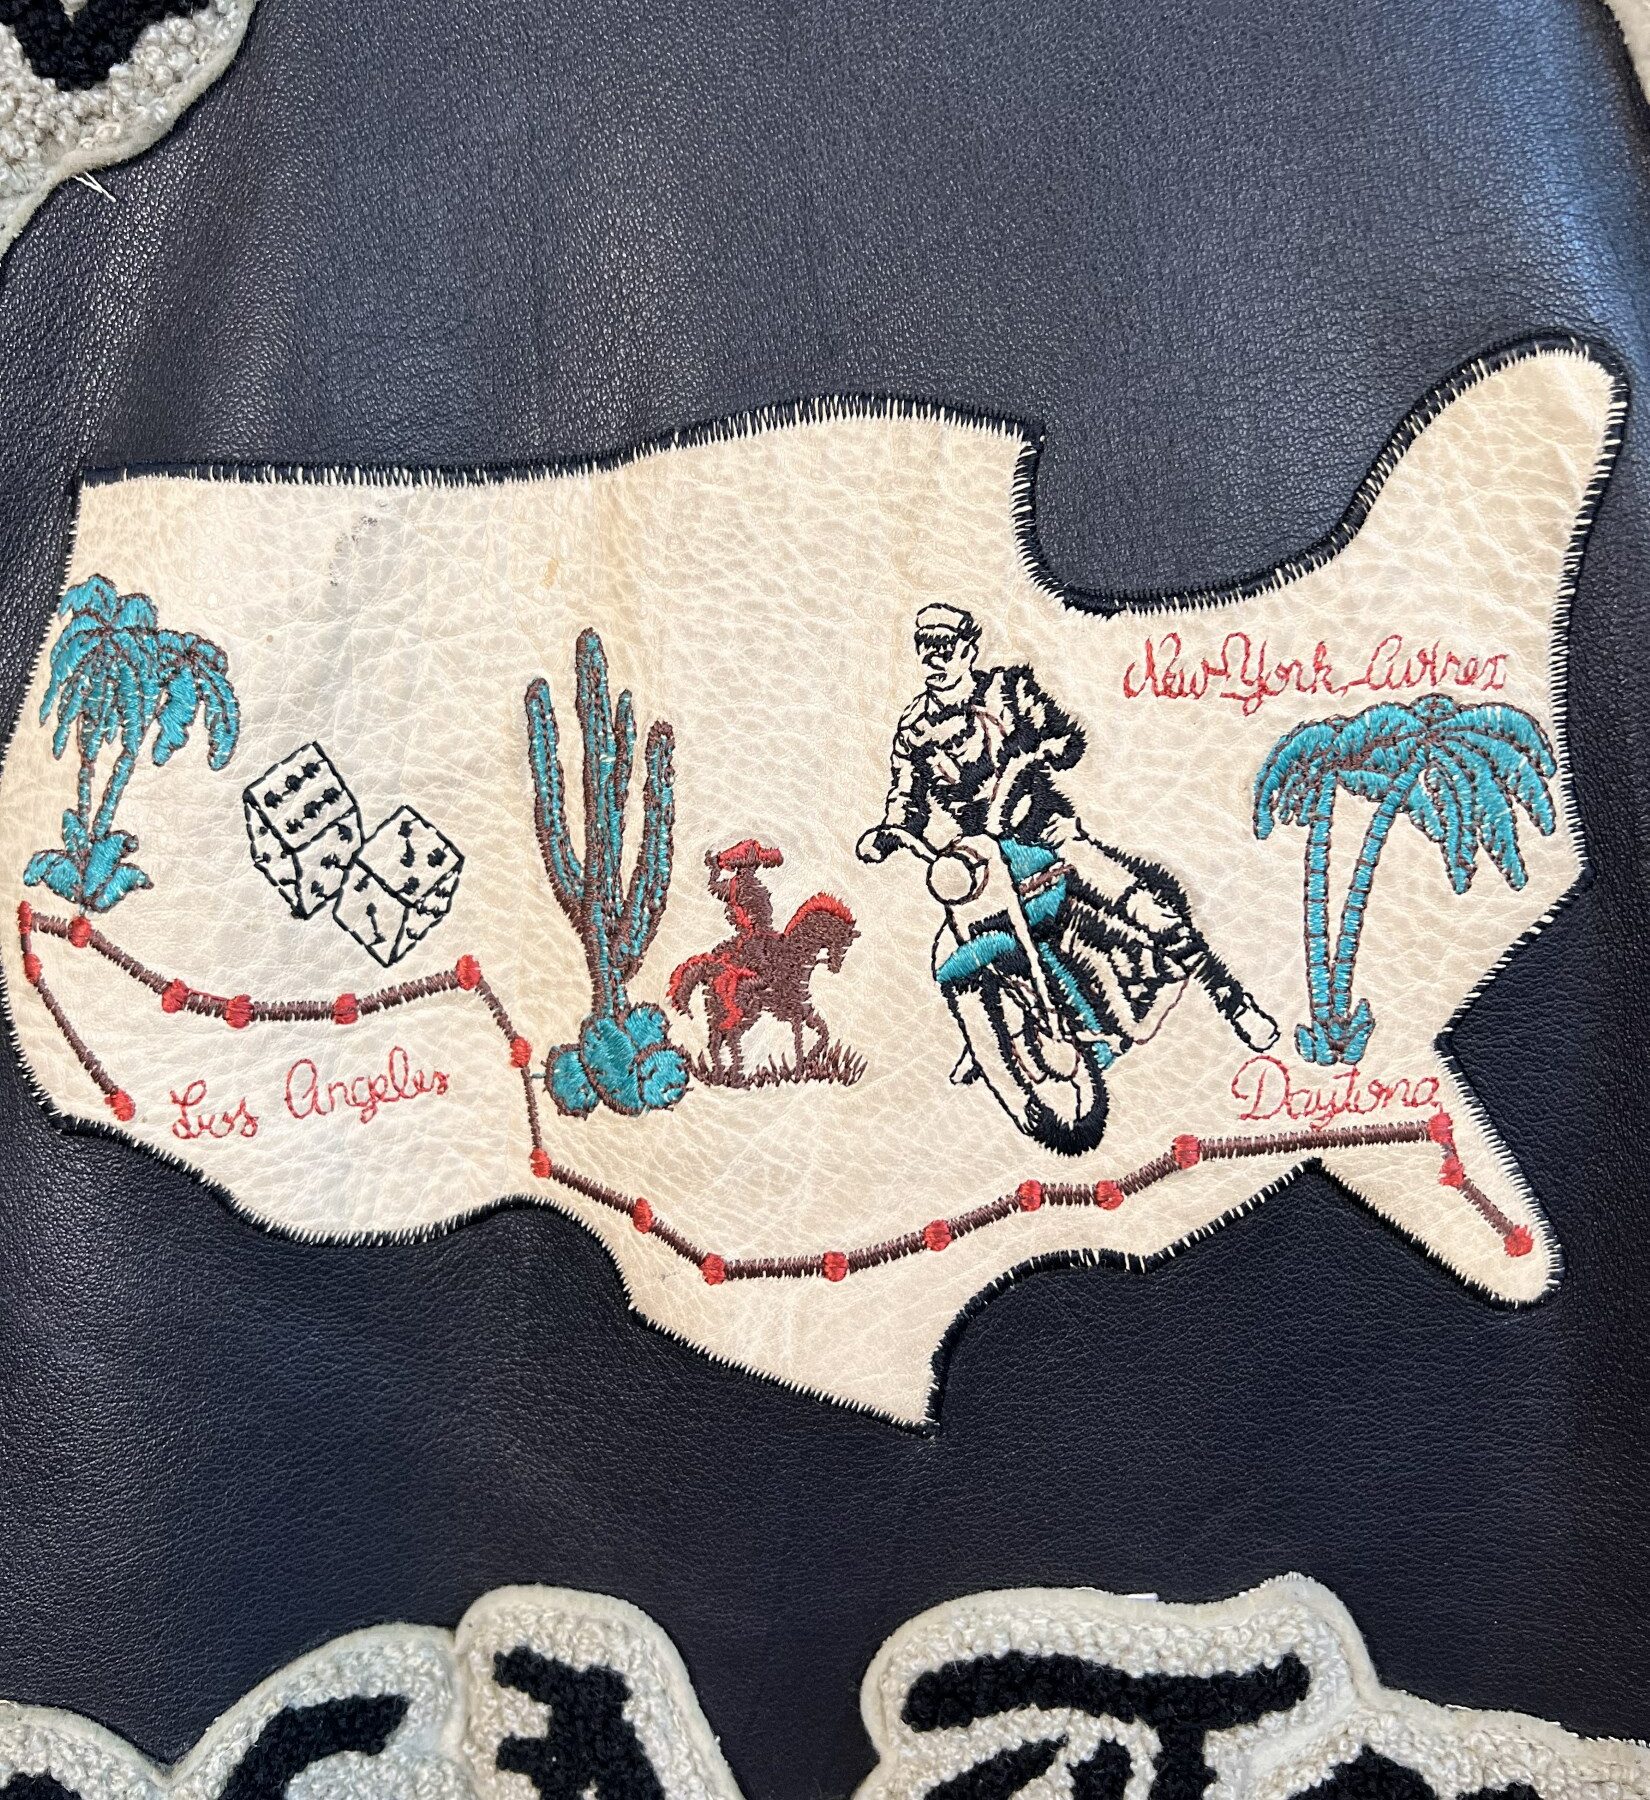 New York, Avirex
Los Angeles
Daytona